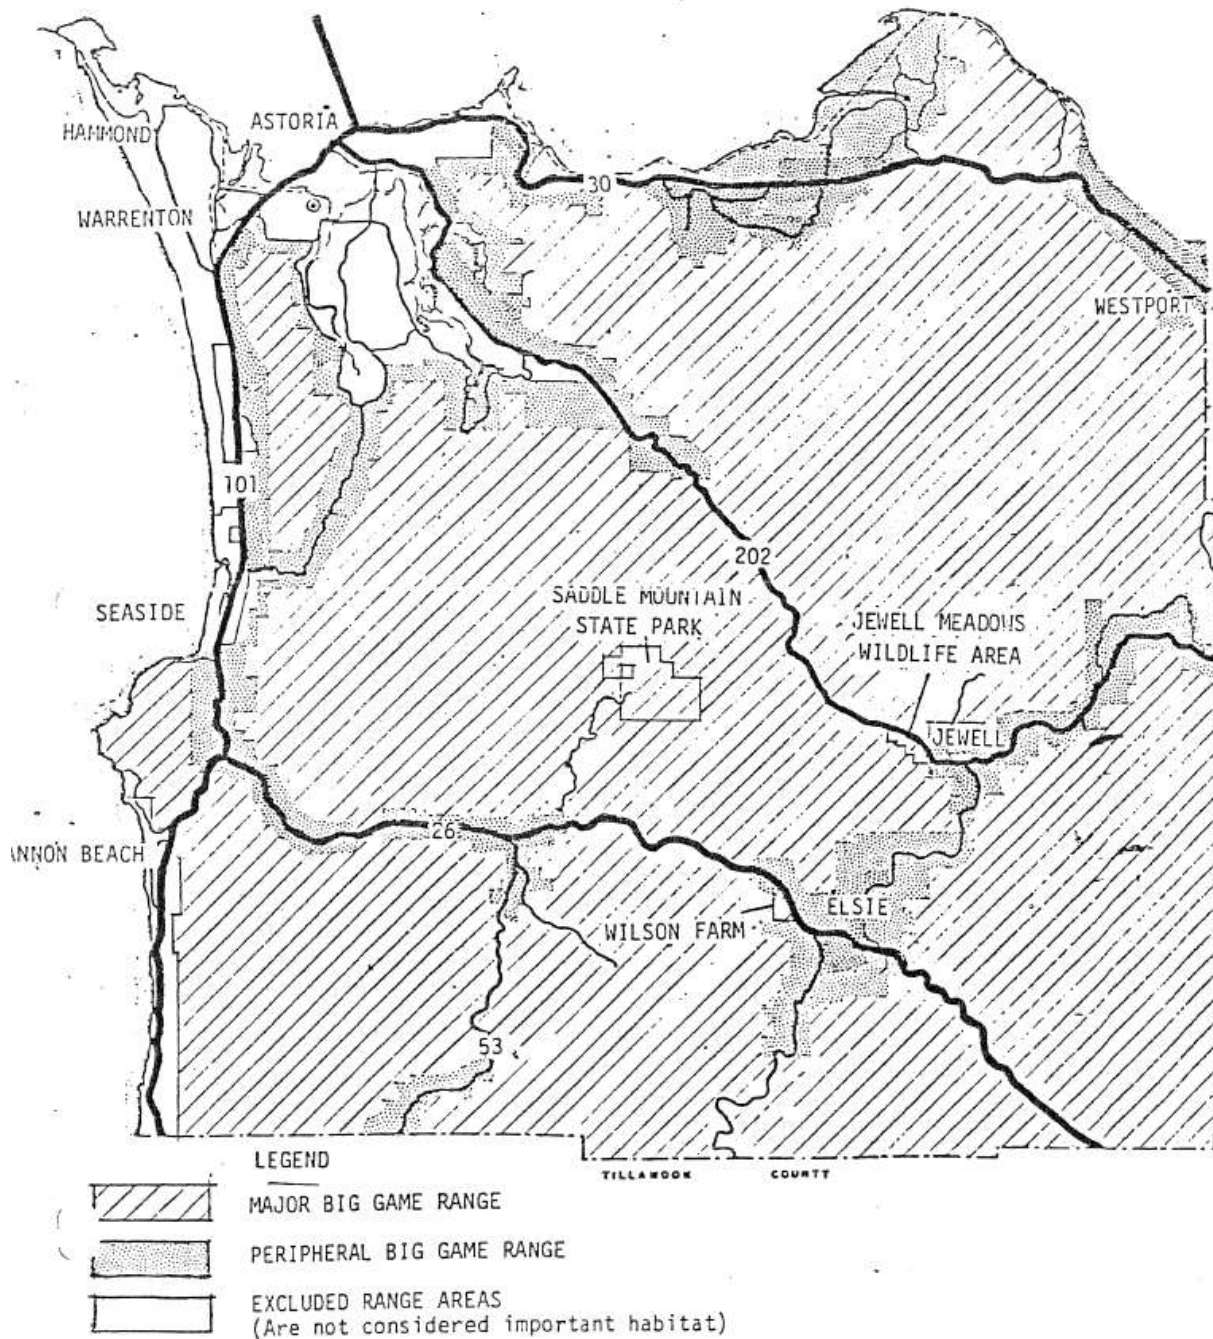 ASTORIA
HAMMOND
30
WARRENTON
WESTPORT
101
202
SADDLE MOUNTAIN
STATE PARK
SEASIDE
JEWELL MEADOWS
WILDLIFE AREA
JEWELL
26
ANNON BEACH
ELSIE
WILSON FARM
53
LEGEND
TILLAMOOK COUNTY
MAJOR BIG GAME RANGE
PERIPHERAL BIG GAME RANGE
EXCLUDED RANGE AREAS
(Are not considered important habitat)